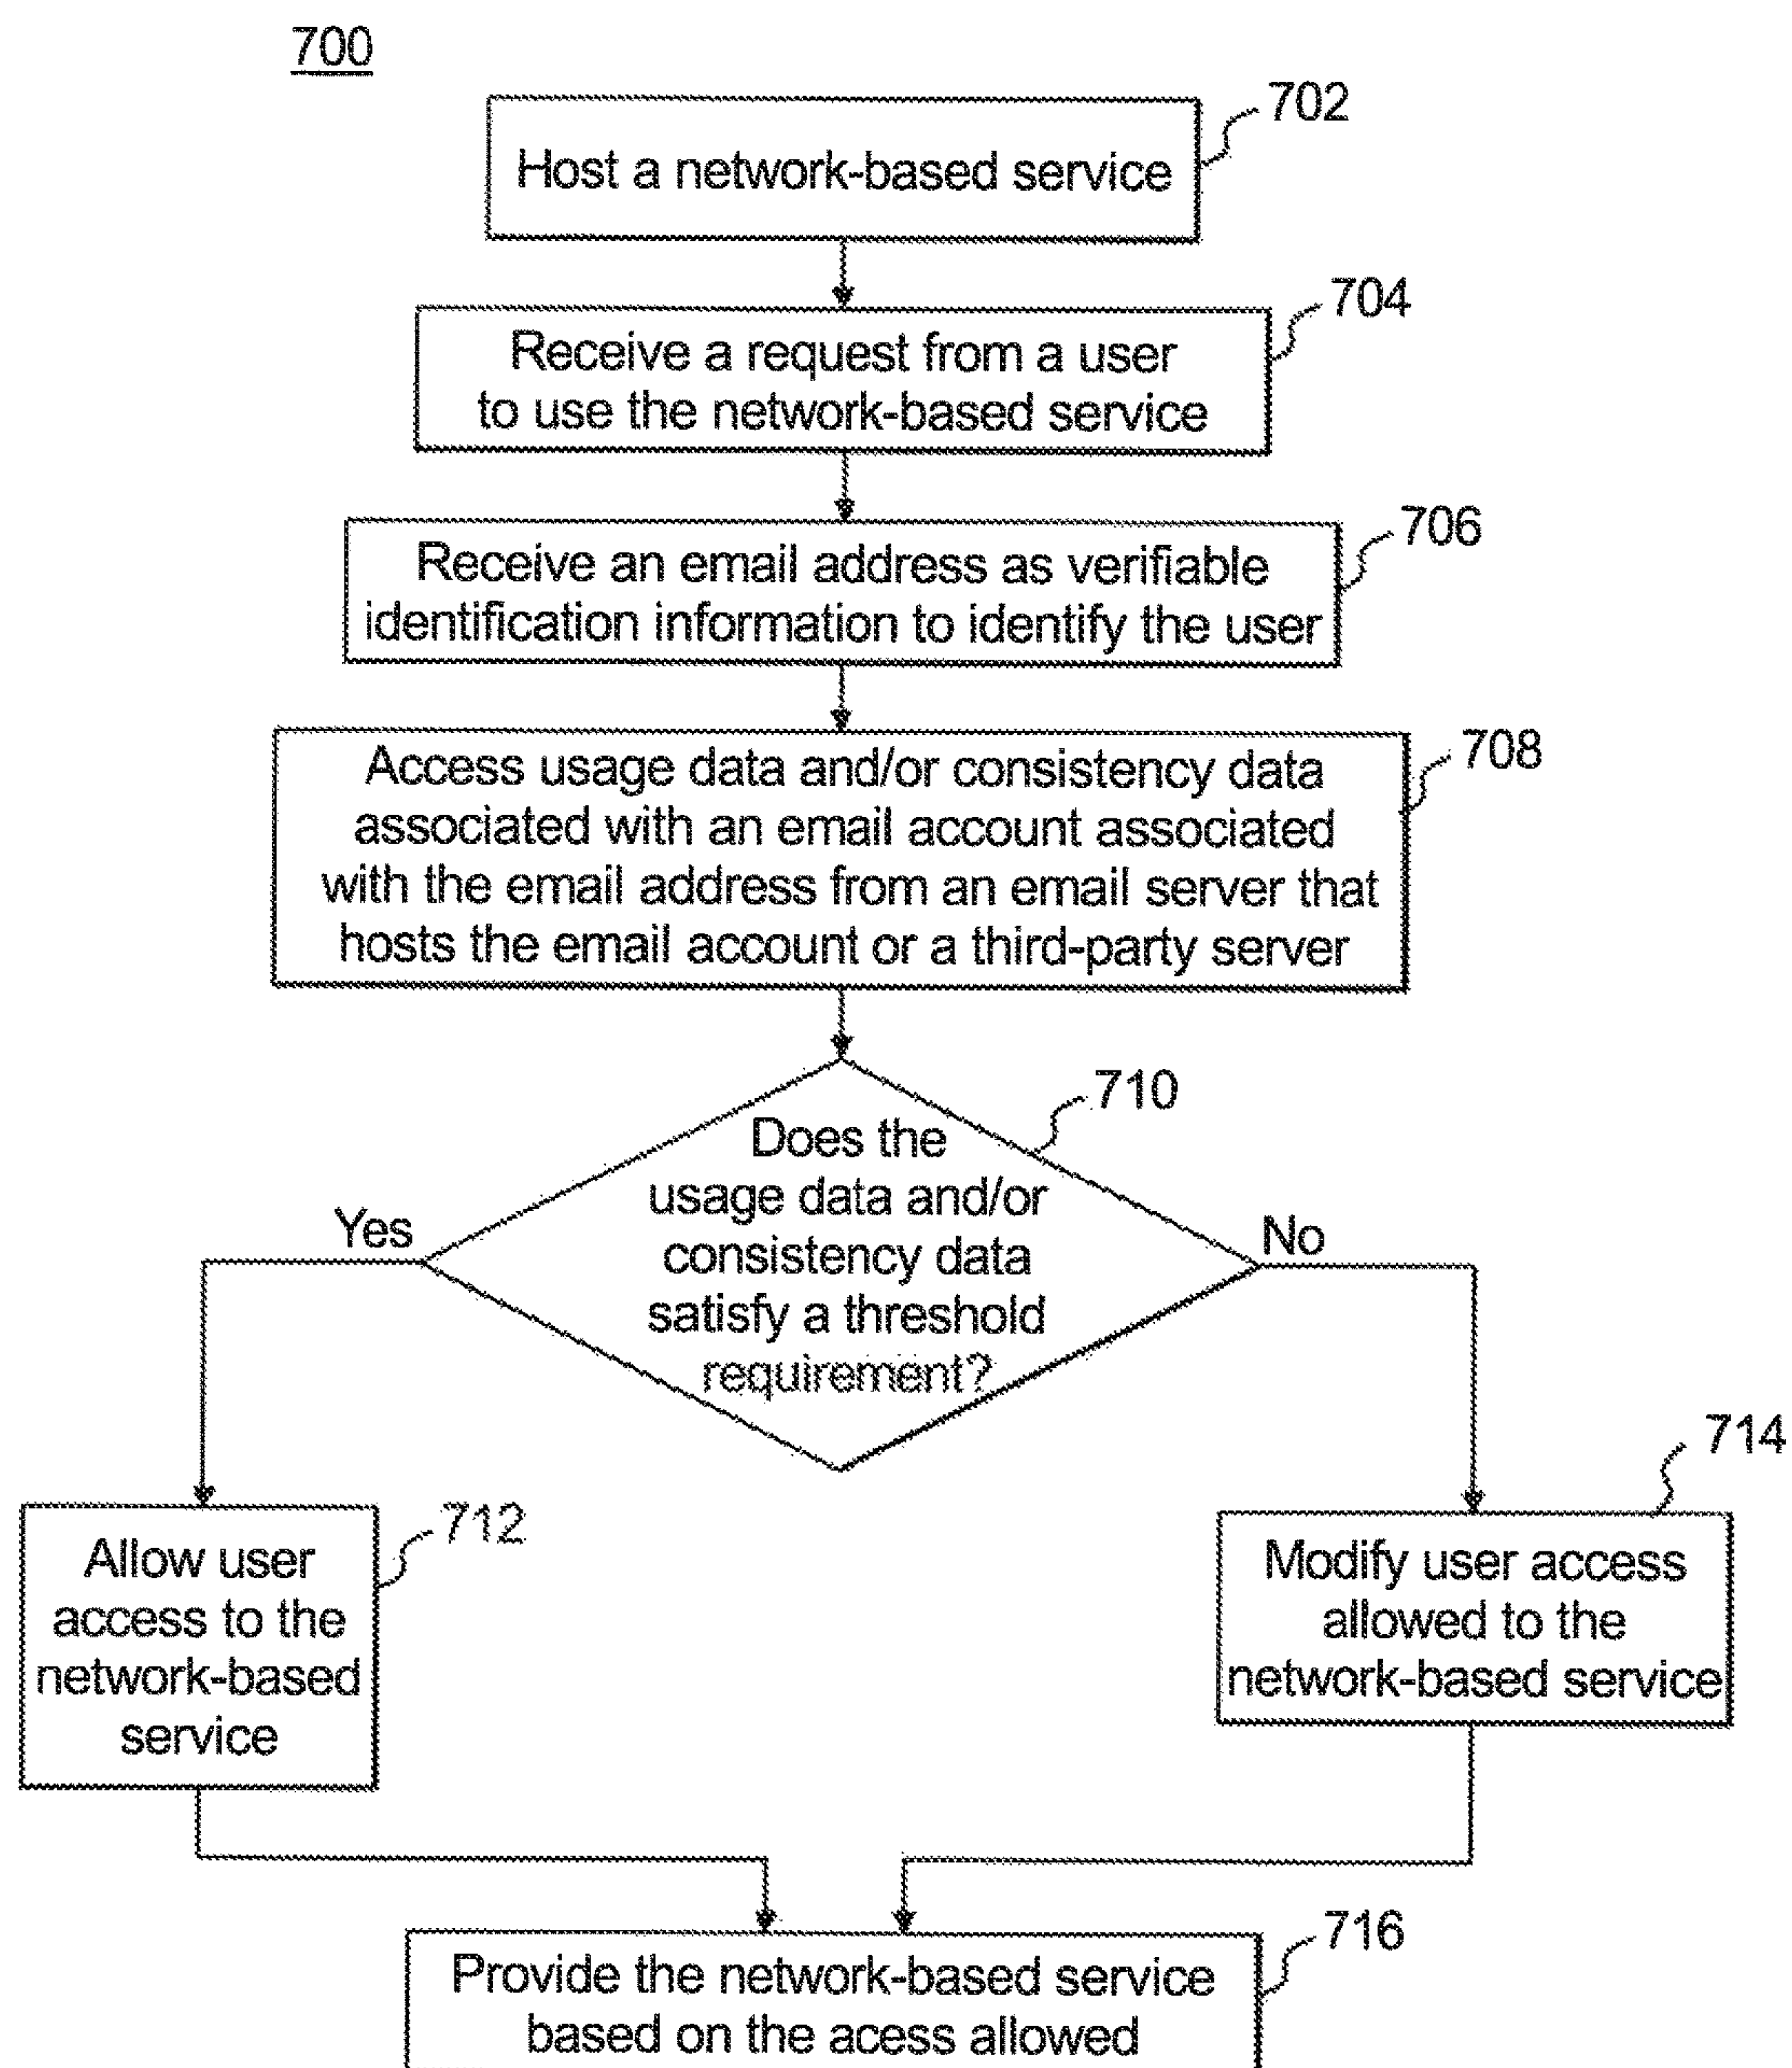 700
702
Host a network-based service
704
Receive a request from a user
to use the network-based service
706
Receive an email address as verifiable
identification information to identify the user
708
Access usage data and/or consistency data
associated with an email account associated
with the email address from an email server that
hosts the email account or a third-party server
710
Does the
usage data and/or
consistency data
satisfy a threshold
requirement?
Yes
No
712
Allow user
access to the
network-based
service
714
Modify user access
allowed to the
network-based service
716
Provide the network-based service
based on the acess allowed